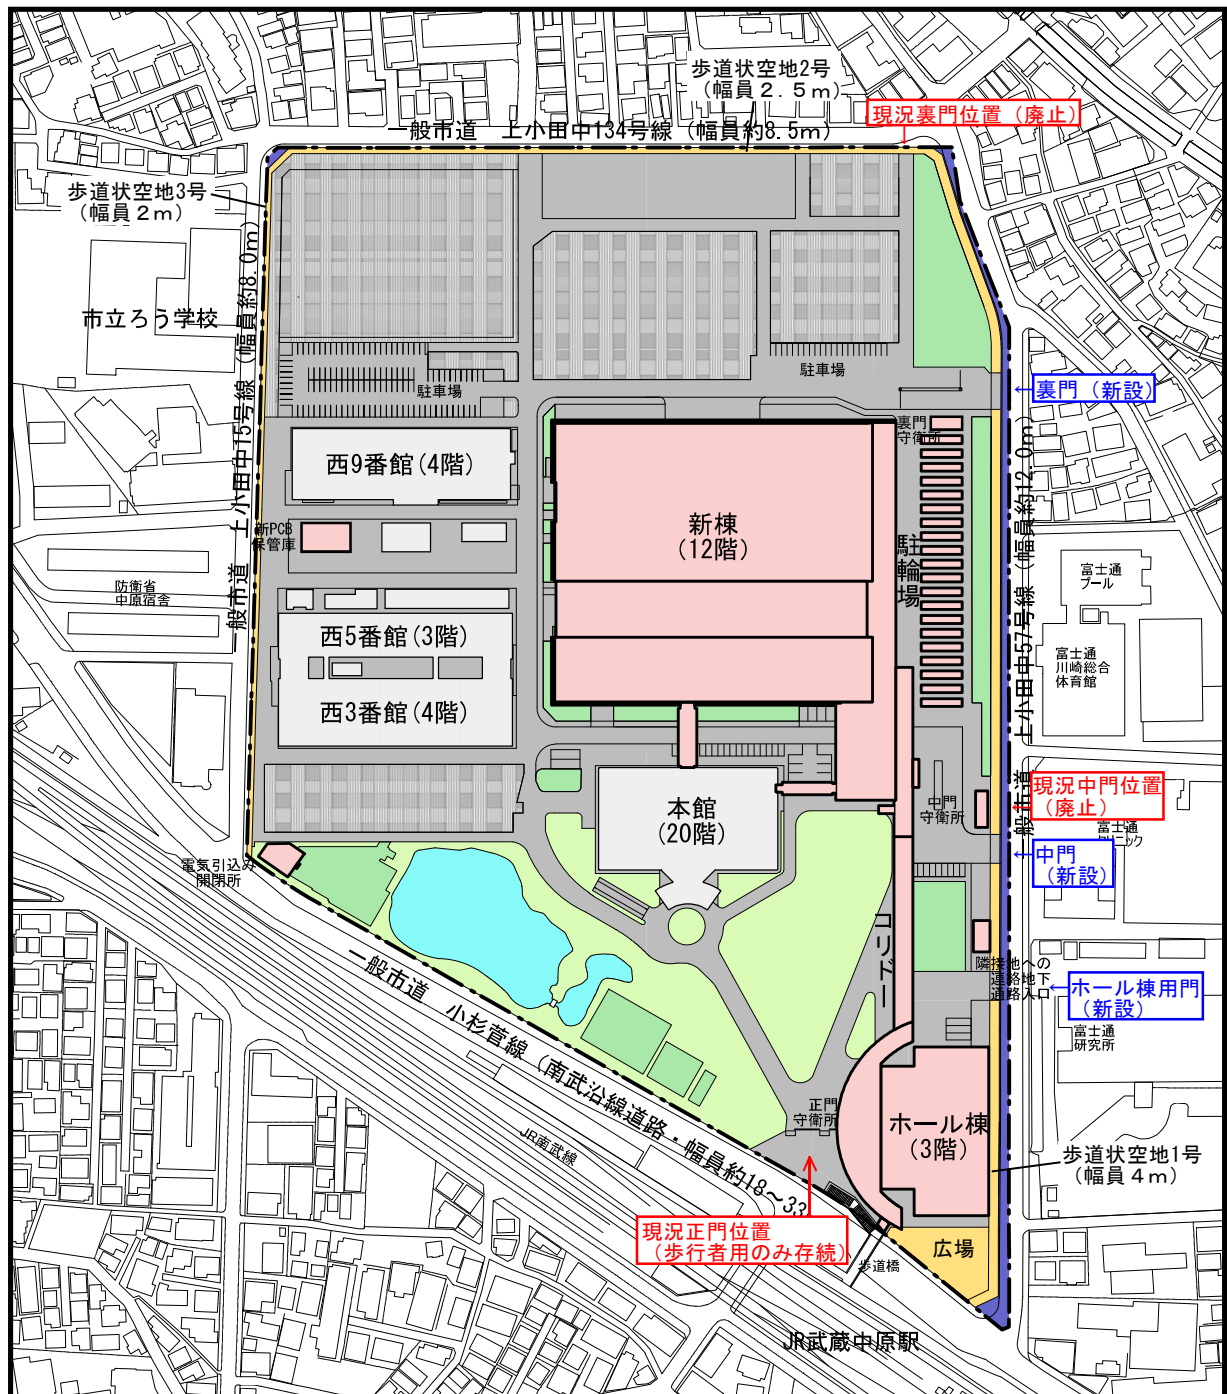 歩道状空地2号
（幅員２.５ｍ）
現況裏門位置（廃止）
一般市道　上小田中134号線（幅員約8.5m）
歩道状空地3号
（幅員２ｍ）
市立ろう学校
一般市道　上小田中15号線（幅員約8.0m）
駐車場
駐車場
裏門（新設）
裏門
守衛所
西9番館(4階)
新棟
(12階)
新PCB
保管庫
駐輪場
一般市道　上小田中57号線（幅員約12.0m）
防衛省
中原宿舎
富士通
プール
西5番館(3階)
富士通
川崎総合
体育館
西3番館(4階)
現況中門位置
（廃止）
中門
守衛所
本館
(20階)
富士通
クリニック
中門
（新設）
電気引込み
開閉所
コリドー
隣接地への
連絡地下
通路入口
ホール棟用門
（新設）
一般市道　小杉菅線（南武沿線道路・幅員約18～33
富士通
研究所
正門
守衛所
ホール棟
(3階)
JR南武線
歩道状空地1号
（幅員４ｍ）
現況正門位置
（歩行者用のみ存続）
広場
歩道橋
JR武蔵中原駅